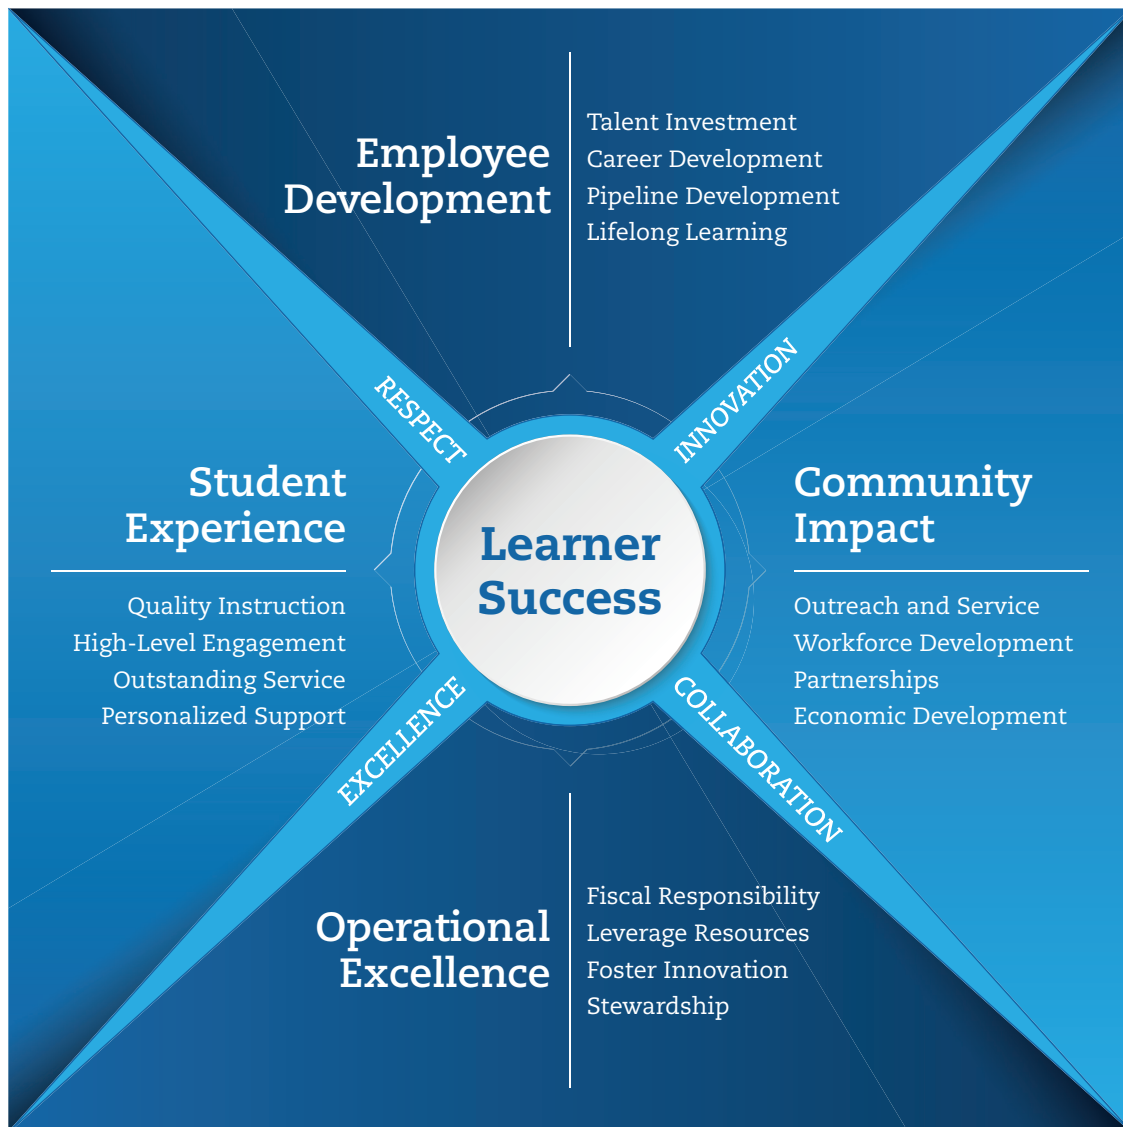 Employee
Development
Talent Investment
Career Development
Pipeline Development
Lifelong Learning
RESPECT
INNOVATION
Student
Experience
Quality Instruction
High-Level Engagement
Outstanding Service
Personalized Support
Learner
Success
Community
Impact
Outreach and Service
Workforce Development
Partnerships
Economic Development
EXCELLENCE
COLLABORATION
Operational
Excellence
Fiscal Responsibility
Leverage Resources
Foster Innovation
Stewardship